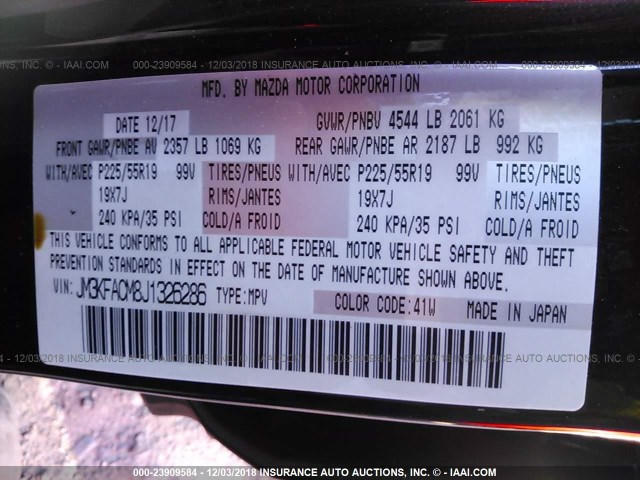 000-23909584 - 12/03/2018 INSURANCE AUTO AUCTIONS, INC. - IAAI.COM
MFD. BY MAZDA MOTOR CORPORATION
DATE 12/17 GVWR/PNBV 4544 LB 2061 KG
FRONT GAWR/PNBE AV 2357 LB 1069 KG REAR GAWR/PNBE AR 2187 LB 992 KG
WITH/AVEC P225/55R19 99V TIRES/PNEUS WITH/AVEC P225/55R19 99V TIRES/PNEUS
19X7J RIMS/JANTES 19X7J RIMS/JANTES
240 KPA/35 PSI COLD/A FROID 240 KPA/35 PSI COLD/A FROID
THIS VEHICLE CONFORMS TO ALL APPLICABLE FEDERAL MOTOR VEHICLE SAFETY AND THEFT
PREVENTION STANDARDS IN EFFECT ON THE DATE OF MANUFACTURE SHOWN ABOVE.
VIN: JM3KFACM8J1326286 TYPE: MPV COLOR CODE: 41W MADE IN JAPAN
000-23909584 - 12/03/2018 INSURANCE AUTO AUCTIONS, INC. - IAAI.COM